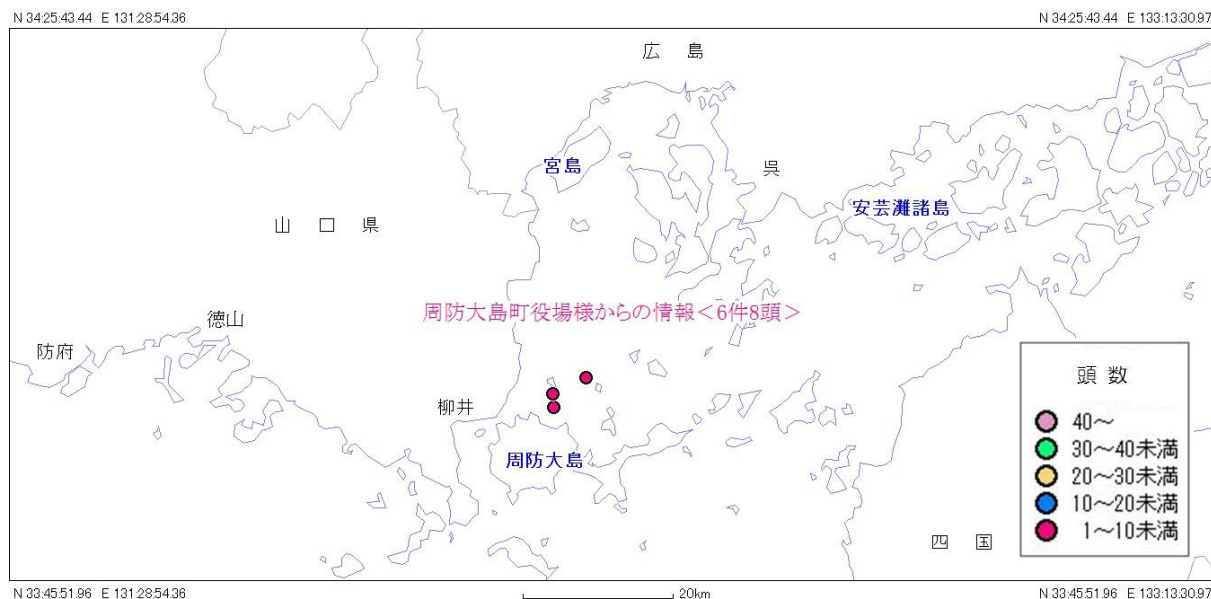 N 34:25:43.44 E 131:28:54.36
N 34:25:43.44 E 133:13:30.97
広 島
宮島
呉
安芸灘諸島
山 口 県
周防大島町役場様からの情報＜6件8頭＞
徳山
防府
柳井
周防大島
四 国
頭 数
40～
30～40未満
20～30未満
10～20未満
1～10未満
N 33:45:51.96 E 131:28:54.36
20km
N 33:45:51.96 E 133:13:30.97